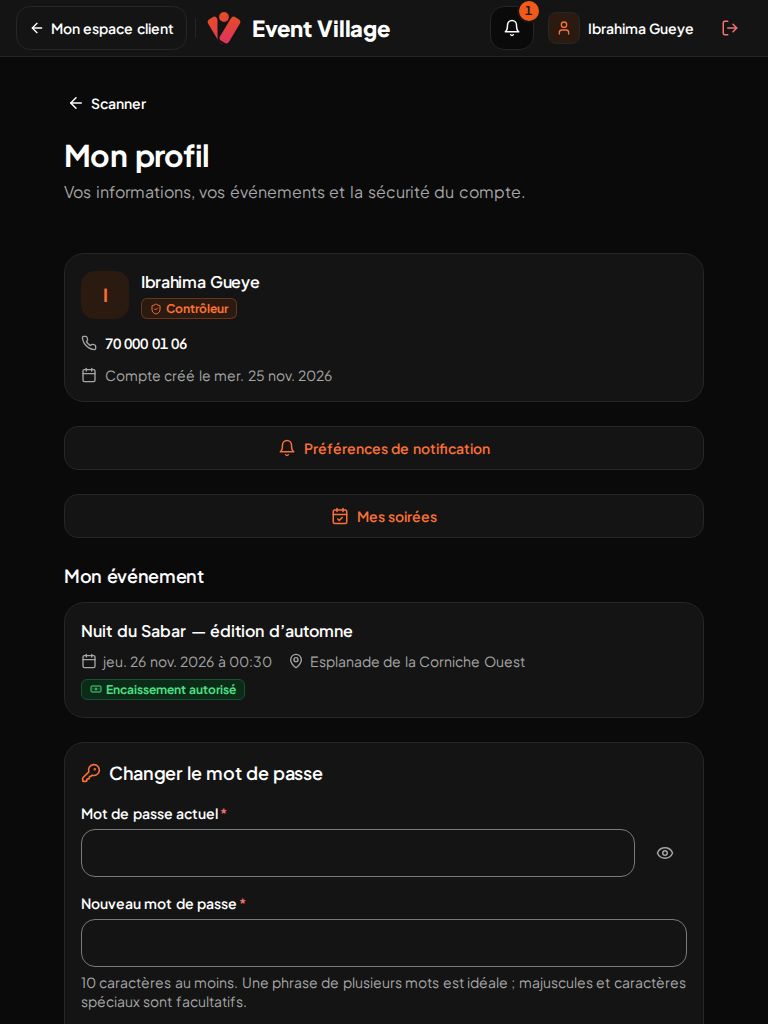 Mon espace client
Event Village
1
Ibrahima Gueye
Scanner
Mon profil
Vos informations, vos événements et la sécurité du compte.
I
Ibrahima Gueye
Contrôleur
70 000 01 06
Compte créé le mer. 25 nov. 2026
Préférences de notification
Mes soirées
Mon événement
Nuit du Sabar — édition d’automne
jeu. 26 nov. 2026 à 00:30 Esplanade de la Corniche Ouest
Encaissement autorisé
Changer le mot de passe
Mot de passe actuel *
Nouveau mot de passe *
10 caractères au moins. Une phrase de plusieurs mots est idéale ; majuscules et caractères
spéciaux sont facultatifs.